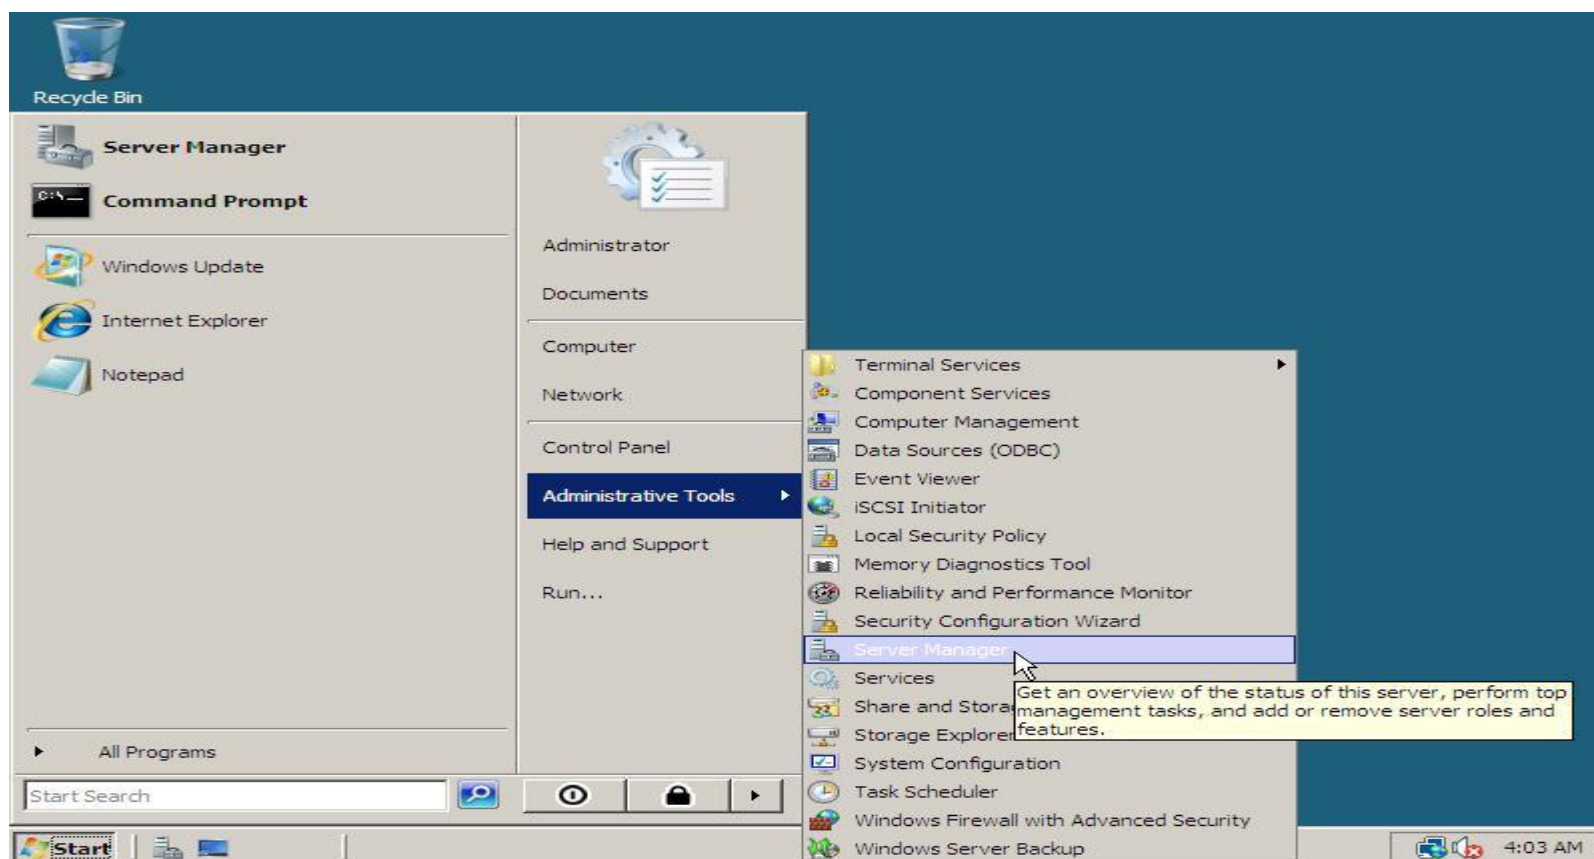 Recycle Bin
Server Manager
Command Prompt
Windows Update
Internet Explorer
Notepad
All Programs
Start Search
Administrator
Documents
Computer
Network
Control Panel
Administrative Tools
Help and Support
Run...
Terminal Services
Component Services
Computer Management
Data Sources (ODBC)
Event Viewer
iSCSI Initiator
Local Security Policy
Memory Diagnostics Tool
Reliability and Performance Monitor
Security Configuration Wizard
Server Manager
Services
Share and Stora
Storage Explorer
System Configuration
Task Scheduler
Windows Firewall with Advanced Security
Windows Server Backup
Get an overview of the status of this server, perform top
management tasks, and add or remove server roles and
features.
Start
4:03 AM